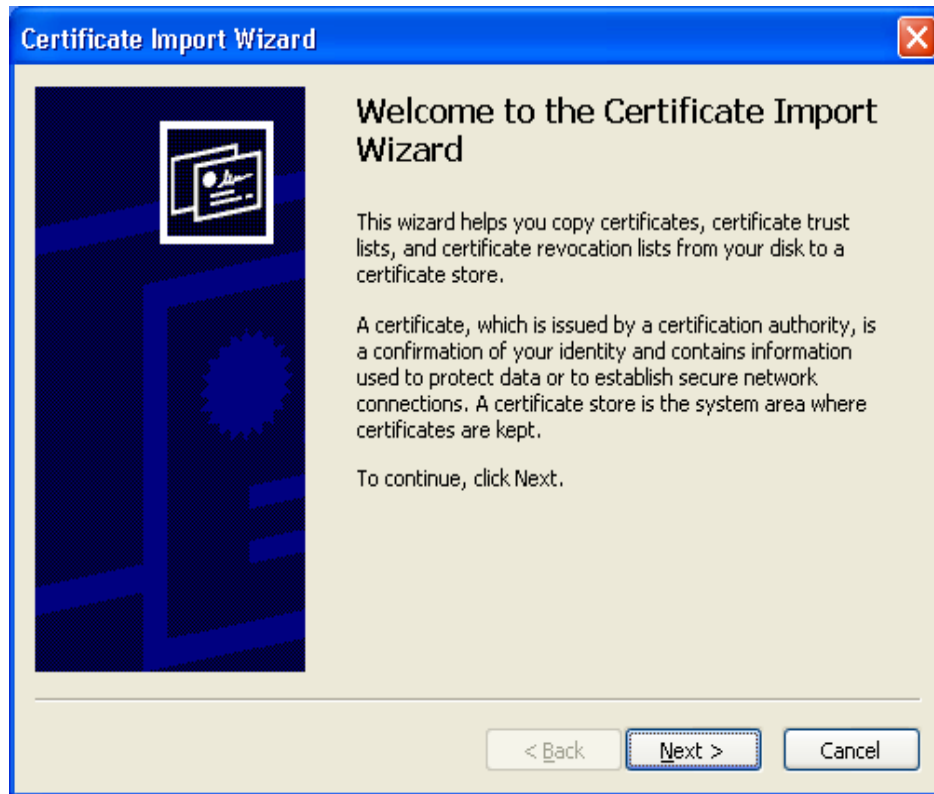 Certificate Import Wizard
Welcome to the Certificate Import
Wizard
This wizard helps you copy certificates, certificate trust
lists, and certificate revocation lists from your disk to a
certificate store.
A certificate, which is issued by a certification authority, is
a confirmation of your identity and contains information
used to protect data or to establish secure network
connections. A certificate store is the system area where
certificates are kept.
To continue, click Next.
< Back
Next >
Cancel